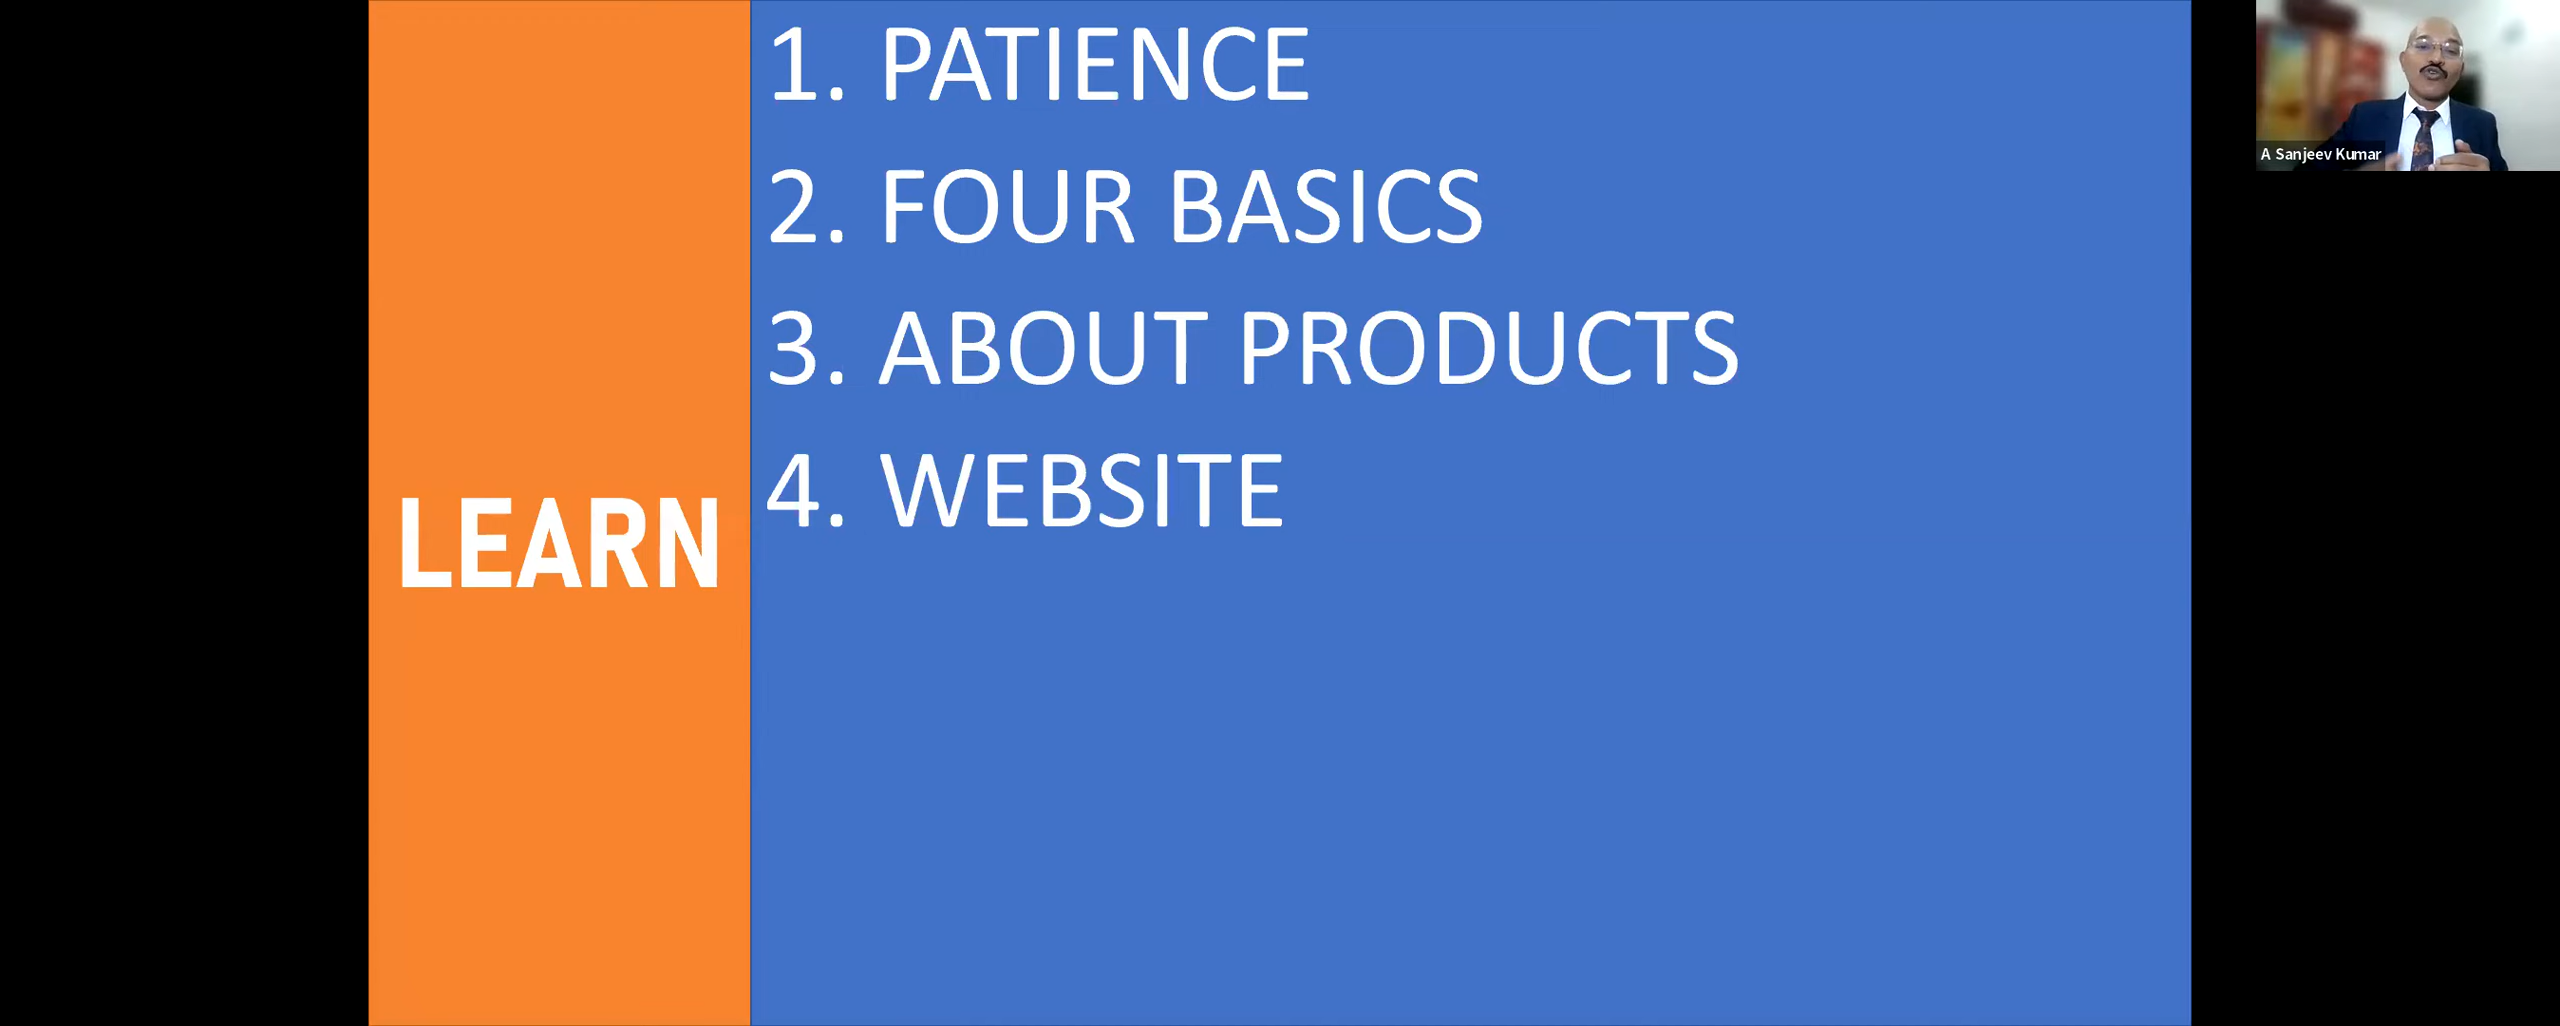 LEARN
1. PATIENCE
2. FOUR BASICS
3. ABOUT PRODUCTS
4. WEBSITE
A Sanjeev Kumar